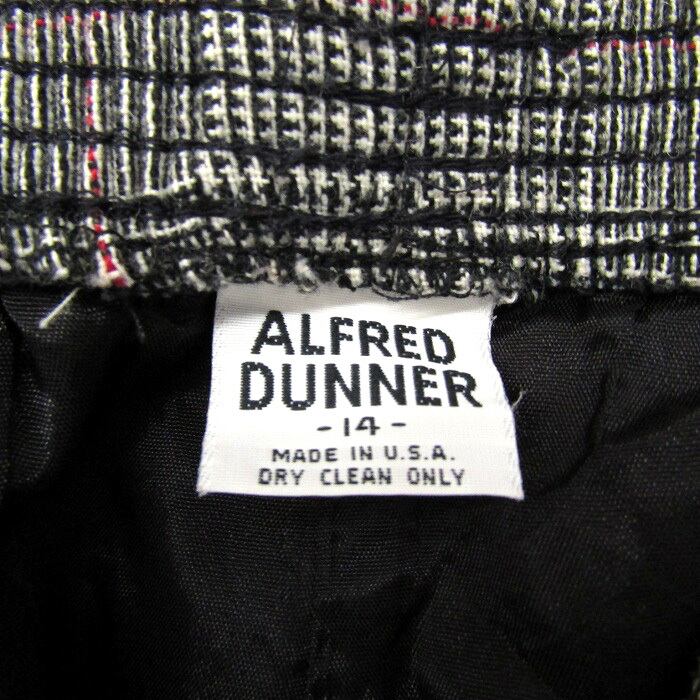 ALFRED
DUNNER
-14-
MADE IN U.S.A.
DRY CLEAN ONLY